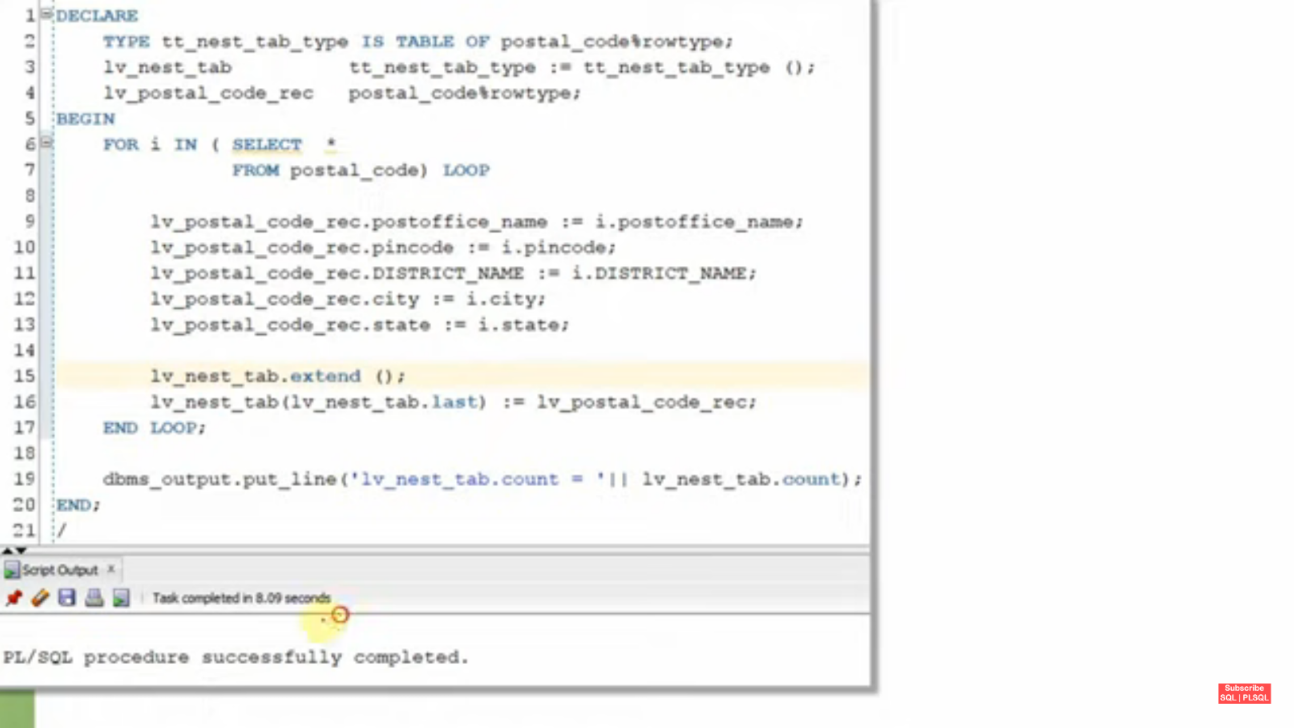 1 DECLARE
2 TYPE tt_nest_tab_type IS TABLE OF postal_code%rowtype;
3 lv_nest_tab tt_nest_tab_type := tt_nest_tab_type ();
4 lv_postal_code_rec postal_code%rowtype;
5 BEGIN
6 FOR i IN ( SELECT *
7 FROM postal_code) LOOP
8
9 lv_postal_code_rec.postoffice_name := i.postoffice_name;
10 lv_postal_code_rec.pincode := i.pincode;
11 lv_postal_code_rec.DISTRICT_NAME := i.DISTRICT_NAME;
12 lv_postal_code_rec.city := i.city;
13 lv_postal_code_rec.state := i.state;
14
15 lv_nest_tab.extend ();
16 lv_nest_tab(lv_nest_tab.last) := lv_postal_code_rec;
17 END LOOP;
18
19 dbms_output.put_line('lv_nest_tab.count = '|| lv_nest_tab.count);
20 END;
21 /
Script Output x
Task completed in 8.09 seconds
PL/SQL procedure successfully completed.
Subscribe
SQL | PLSQL